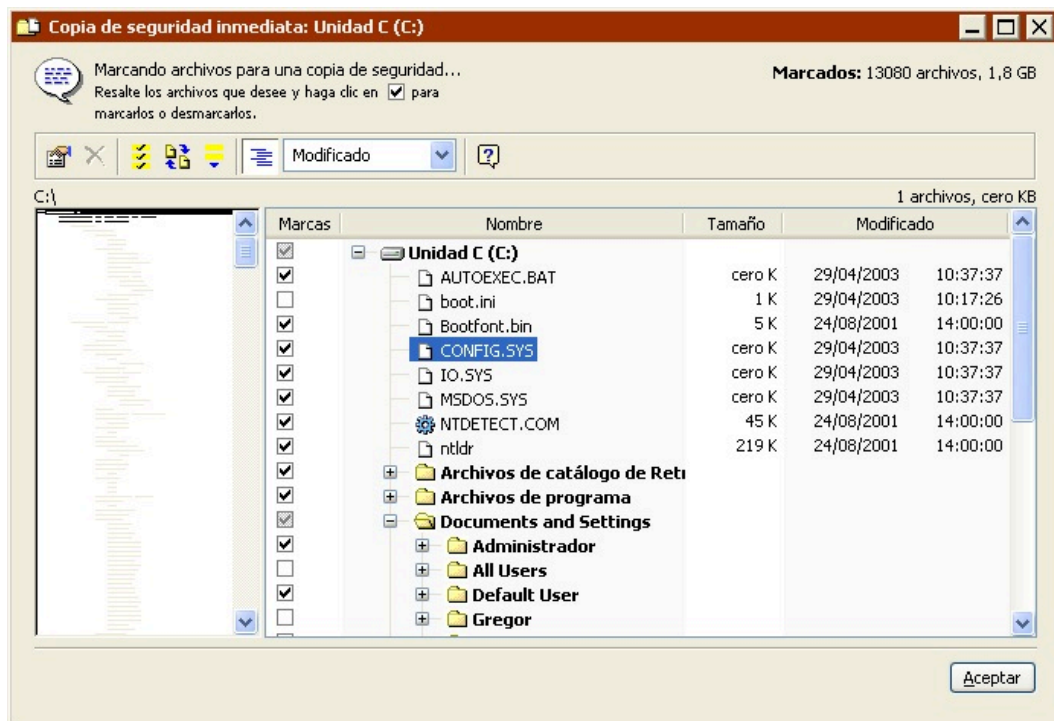 Copia de seguridad inmediata: Unidad C (C:)
Marcando archivos para una copia de seguridad...
Marcados: 13080 archivos, 1,8 GB
Resalte los archivos que desee y haga clic en para
marcarlos o desmarcarlos.
Modificado
C:\ 1 archivos, cero KB
Marcas Nombre Tamaño Modificado
Unidad C (C:)
AUTOEXEC.BAT cero K 29/04/2003 10:37:37
boot.ini 1 K 29/04/2003 10:17:26
Bootfont.bin 5 K 24/08/2001 14:00:00
CONFIG.SYS cero K 29/04/2003 10:37:37
IO.SYS cero K 29/04/2003 10:37:37
MSDOS.SYS cero K 29/04/2003 10:37:37
NTDETECT.COM 45 K 24/08/2001 14:00:00
ntldr 219 K 24/08/2001 14:00:00
Archivos de catálogo de Retr
Archivos de programa
Documents and Settings
Administrador
All Users
Default User
Gregor
Aceptar